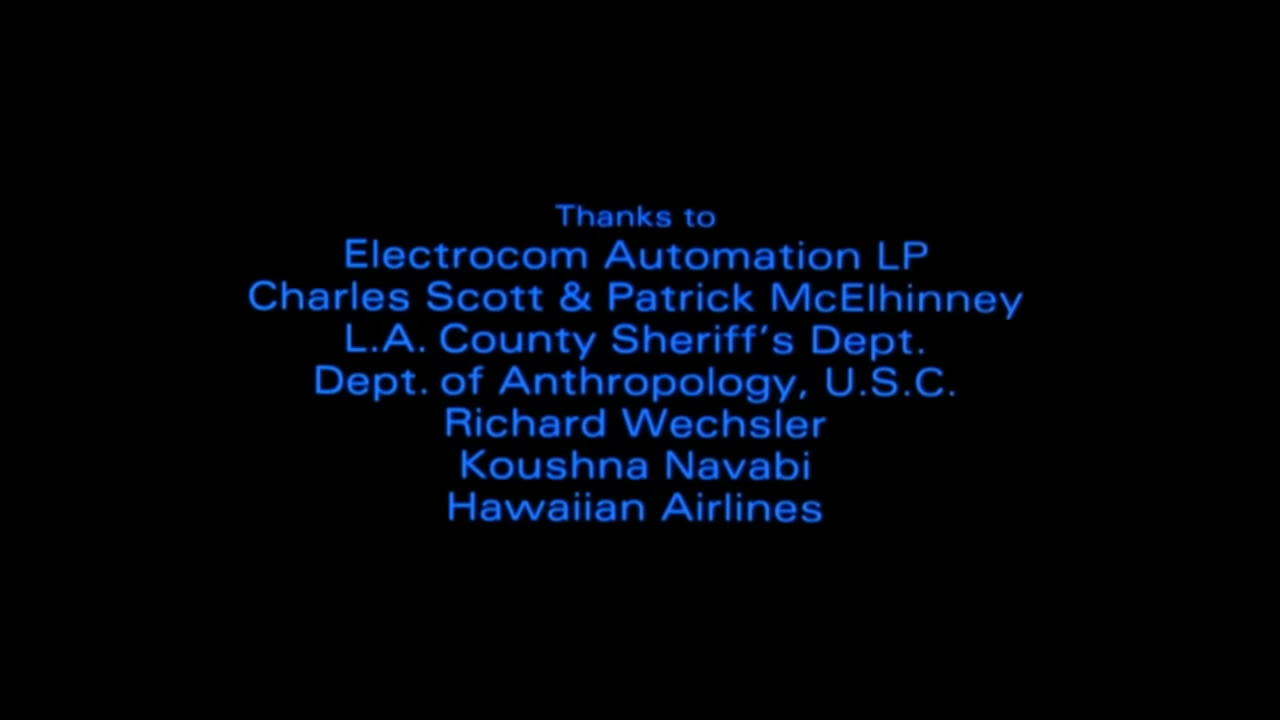 Thanks to
Electrocom Automation LP
Charles Scott & Patrick McElhinney
L.A. County Sheriff's Dept.
Dept. of Anthropology, U.S.C.
Richard Wechsler
Koushna Navabi
Hawaiian Airlines